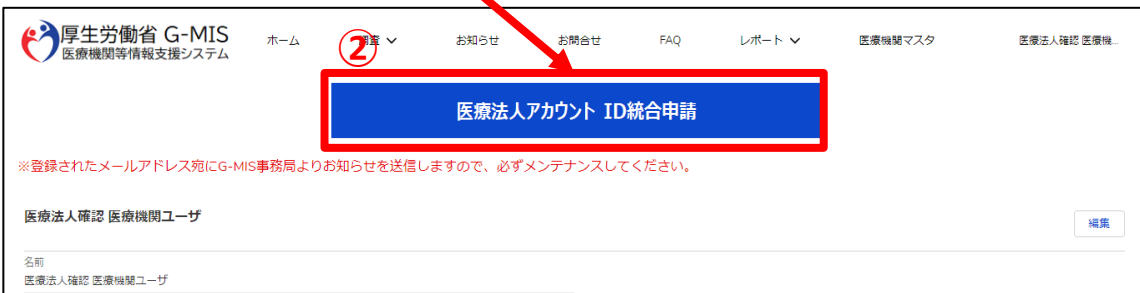 厚生労働省 G-MIS
医療機関等情報支援システム
ホーム
②
査
お知らせ
お問合せ
FAQ
レポート
医療機関マスタ
医療法人確認 医療機...
医療法人アカウント ID統合申請
※登録されたメールアドレス宛にG-MIS事務局よりお知らせを送信しますので、必ずメンテナンスしてください。
医療法人確認 医療機関ユーザ
編集
名前
医療法人確認 医療機関ユーザ